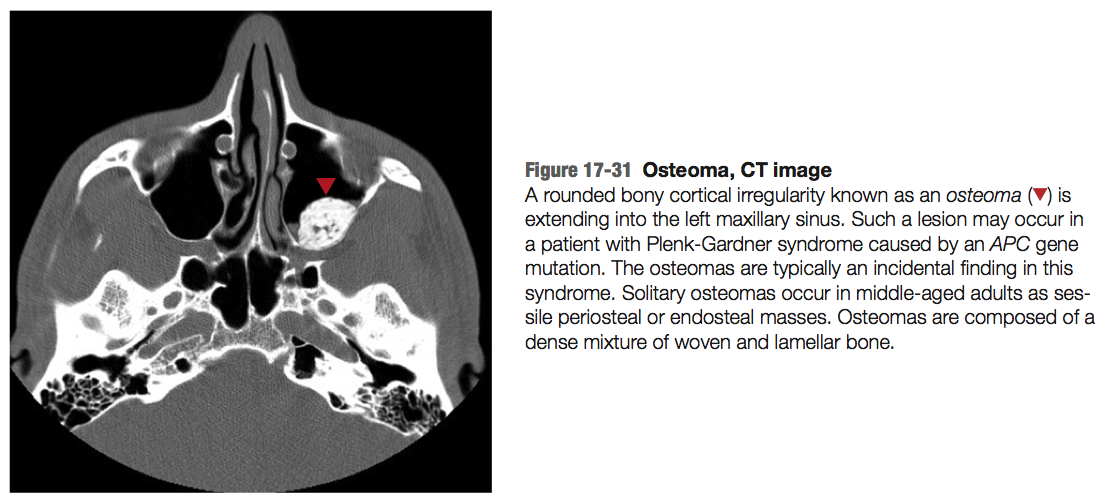 Figure 17-31 Osteoma, CT image
A rounded bony cortical irregularity known as an osteoma (▼) is
extending into the left maxillary sinus. Such a lesion may occur in
a patient with Plenk-Gardner syndrome caused by an APC gene
mutation. The osteomas are typically an incidental finding in this
syndrome. Solitary osteomas occur in middle-aged adults as ses-
sile periosteal or endosteal masses. Osteomas are composed of a
dense mixture of woven and lamellar bone.